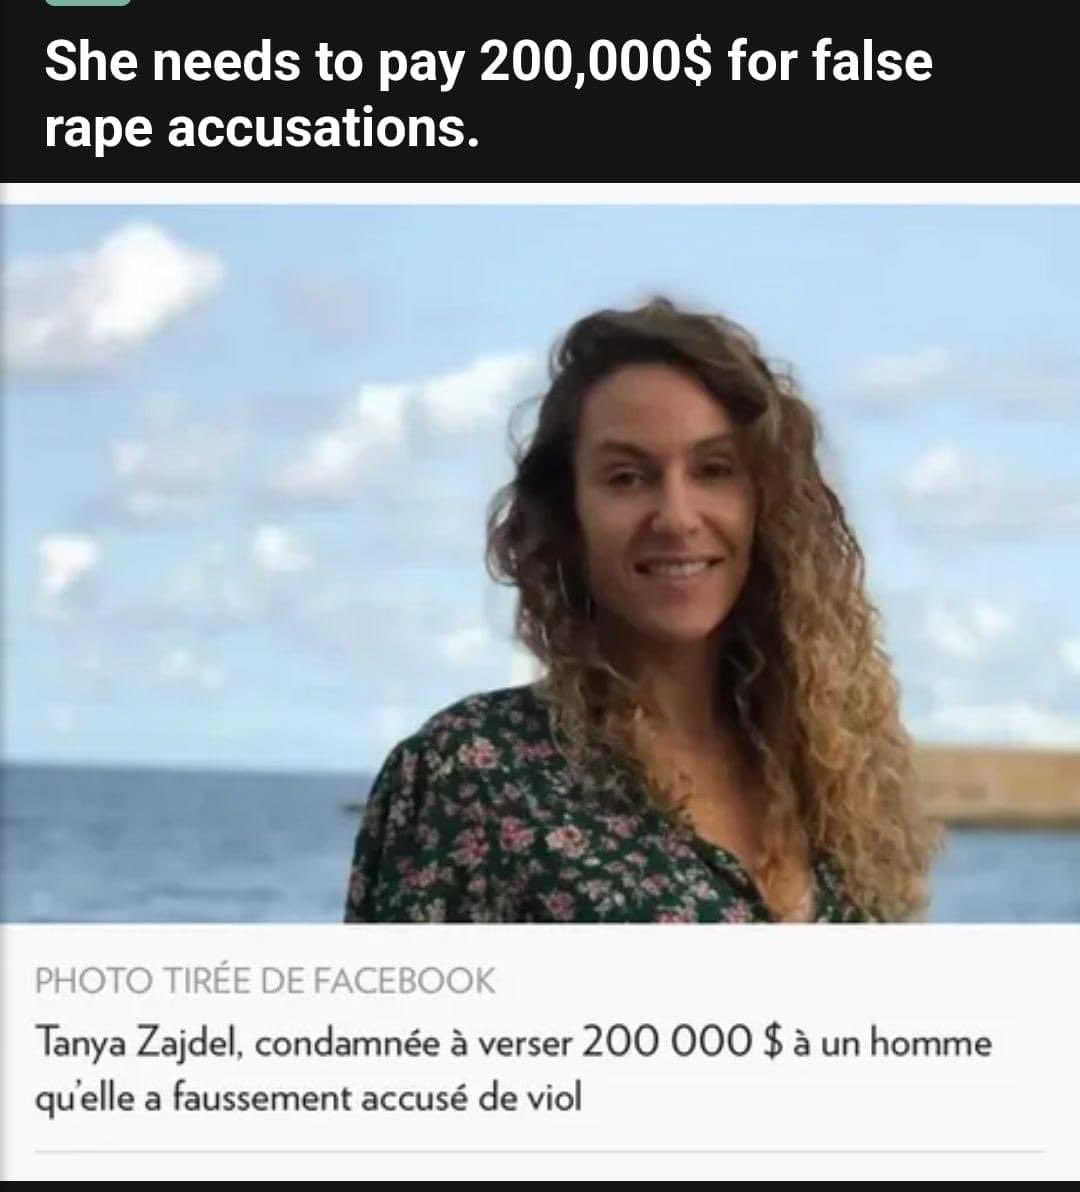 She needs to pay 200,000$ for false
rape accusations.
PHOTO TIRÉE DE FACEBOOK
Tanya Zajdel, condamnée à verser 200 000 $ à un homme
qu'elle a faussement accusé de viol